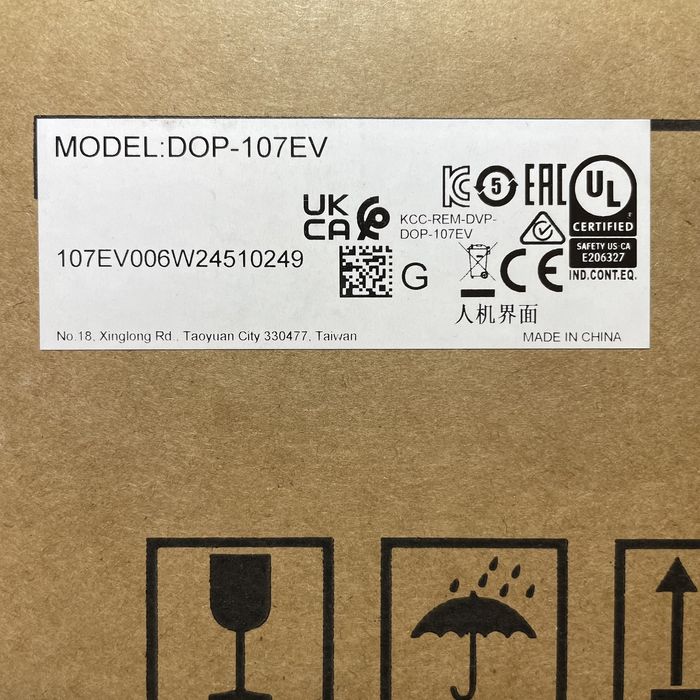 MODEL:DOP-107EV
UK
CA
KCC-REM-DVP-
DOP-107EV
5
EAC
UL
CERTIFIED
SAFETY US CA
E206327
IND.CONT.EQ.
107EV006W24510249
G
CE
人机界面
No.18, Xinglong Rd., Taoyuan City 330477, Taiwan
MADE IN CHINA